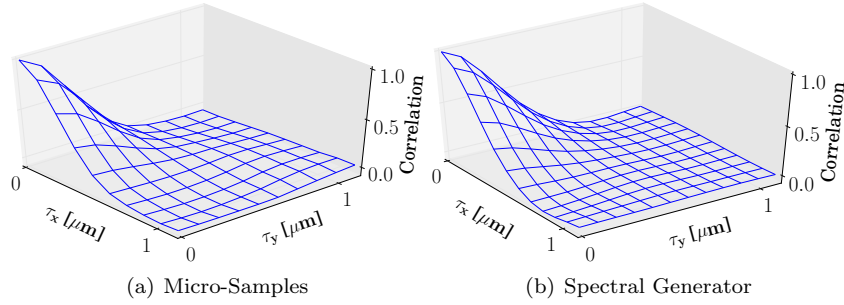 1.0
0.5
0.0
Correlation
0
1
τx [μm]
0
1
τy [μm]
(a) Micro-Samples
1.0
0.5
0.0
Correlation
0
1
τx [μm]
0
1
τy [μm]
(b) Spectral Generator